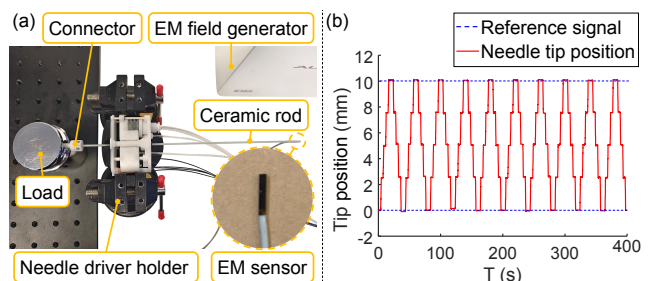 (a)
Connector
EM field generator
Ceramic rod
Load
Needle driver holder
EM sensor
(b)
Reference signal
Needle tip position
Tip position (mm)
12
10
8
6
4
2
0
-2
0
100
200
300
400
T (s)